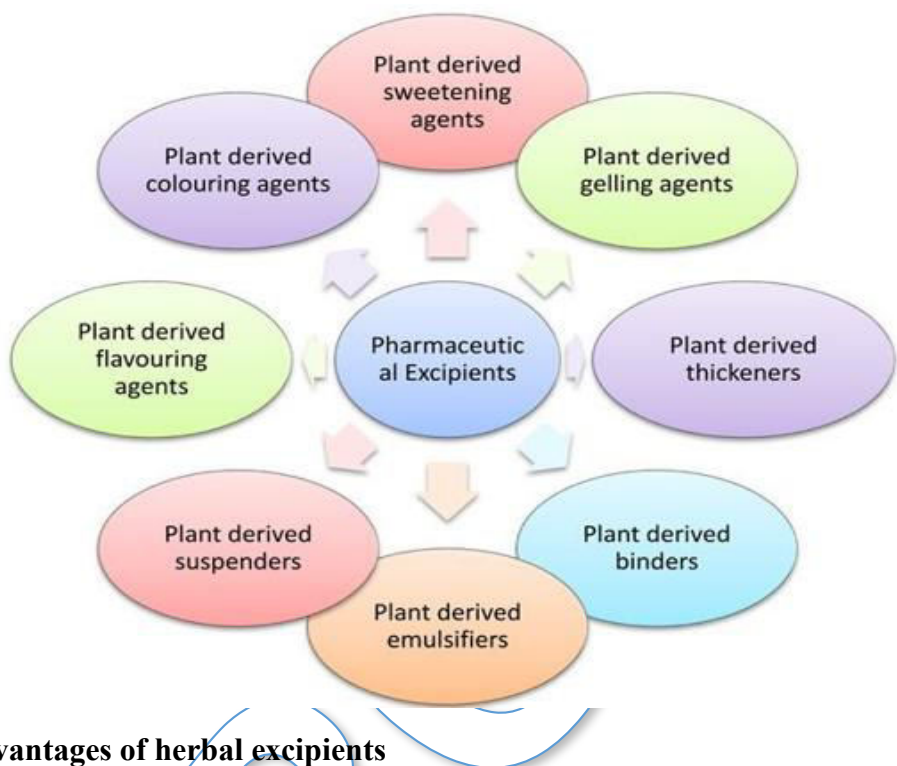 Plant derived
sweetening
agents
Plant derived
gelling agents
Plant derived
thickeners
Plant derived
binders
Plant derived
emulsifiers
Plant derived
suspenders
Plant derived
flavouring
agents
Plant derived
colouring agents
Pharmaceutic
al Excipients
vantages of herbal excipients